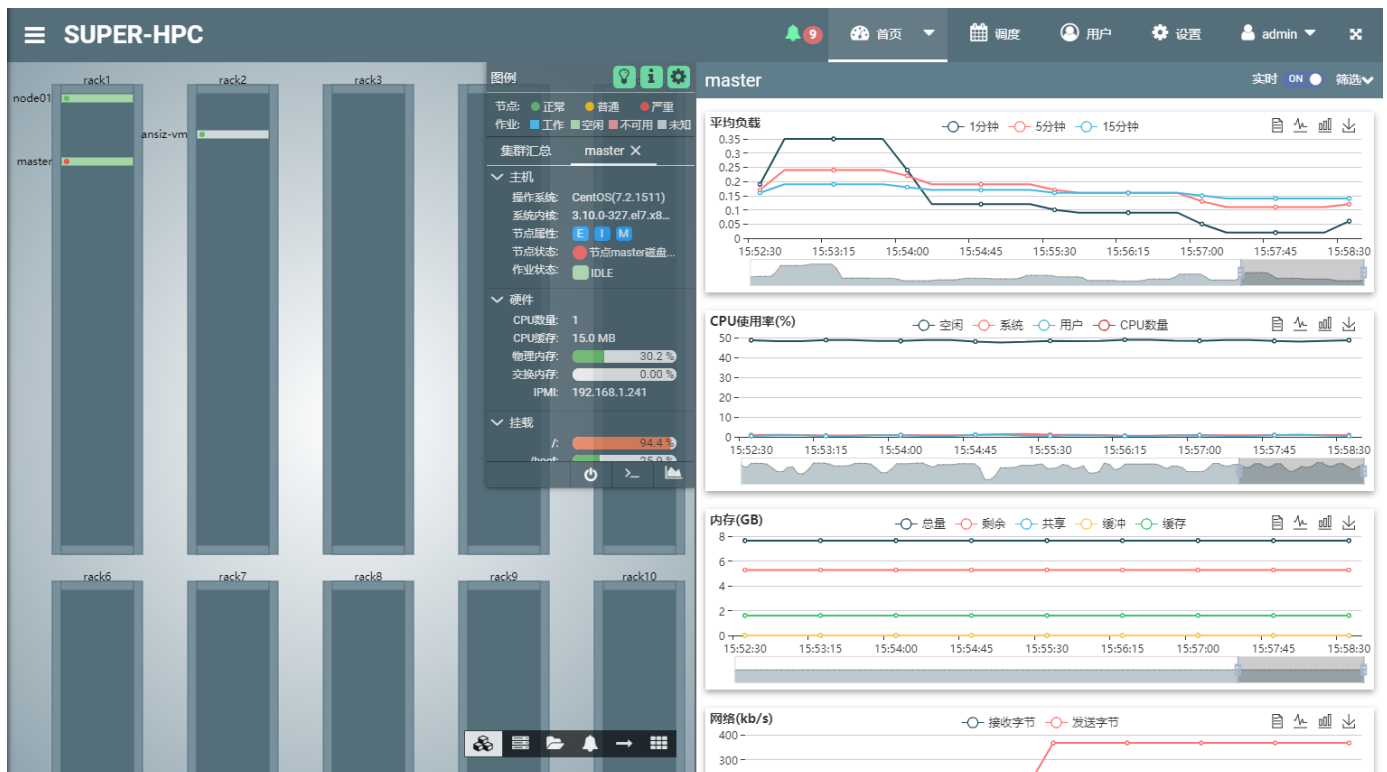 SUPER-HPC
9 首页 调度 用户 设置 admin
rack1 rack2 rack3
node01
ansiz-vm
master
rack6 rack7 rack8 rack9 rack10
图例
节点: 正常 普通 严重
作业: 工作 空闲 不可用 未知
集群汇总 master
主机
操作系统: CentOS(7.2.1511)
系统内核: 3.10.0-327.el7.x8...
节点属性: E I M
节点状态: 节点master磁盘...
作业状态: IDLE
硬件
CPU数量: 1
CPU缓存: 15.0 MB
物理内存: 30.2 %
交换内存: 0.00 %
IPMI: 192.168.1.241
挂载
/: 94.4 %
/boot: 25.9 %
master 实时 ON 筛选
平均负载 1分钟 5分钟 15分钟
0.35
0.3
0.25
0.2
0.15
0.1
0.05
0
15:52:30 15:53:15 15:54:00 15:54:45 15:55:30 15:56:15 15:57:00 15:57:45 15:58:30
CPU使用率(%) 空闲 系统 用户 CPU数量
50
40
30
20
10
0
15:52:30 15:53:15 15:54:00 15:54:45 15:55:30 15:56:15 15:57:00 15:57:45 15:58:30
内存(GB) 总量 剩余 共享 缓冲 缓存
8
6
4
2
0
15:52:30 15:53:15 15:54:00 15:54:45 15:55:30 15:56:15 15:57:00 15:57:45 15:58:30
网络(kb/s) 接收字节 发送字节
400
300